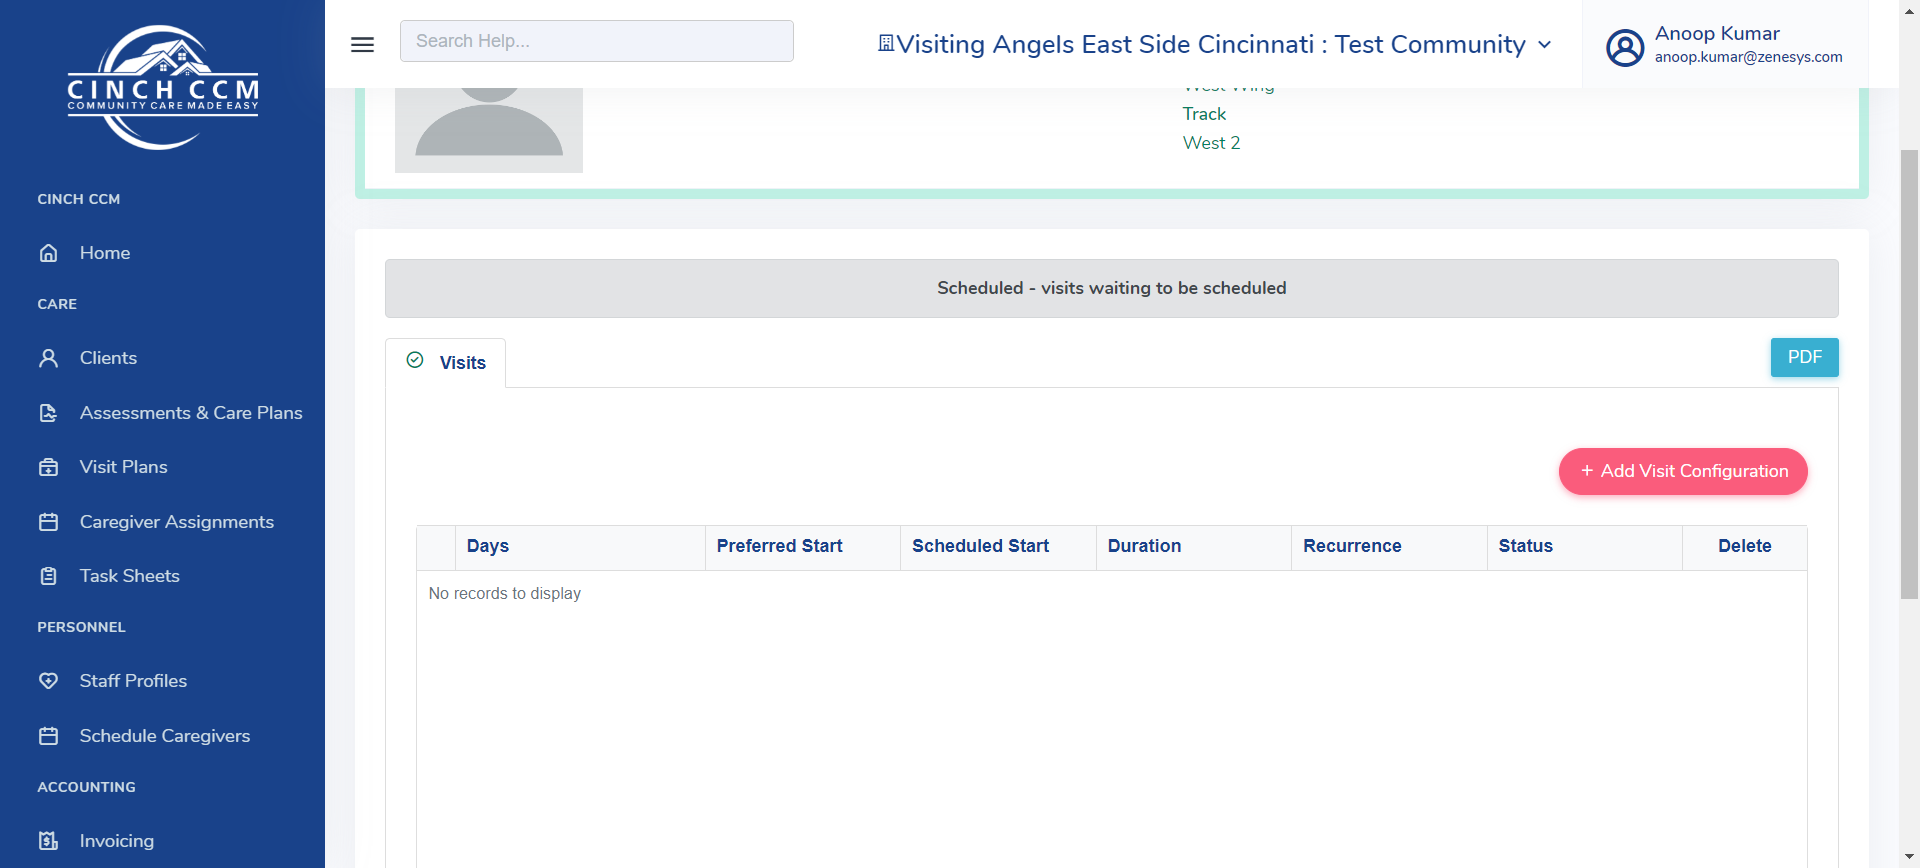 CINCH CCM
COMMUNITY CARE MADE EASY
CINCH CCM
Home
CARE
Clients
Assessments & Care Plans
Visit Plans
Caregiver Assignments
Task Sheets
PERSONNEL
Staff Profiles
Schedule Caregivers
ACCOUNTING
Invoicing
Search Help...
Visiting Angels East Side Cincinnati : Test Community
Anoop Kumar
anoop.kumar@zenesys.com
West Wing
Track
West 2
Scheduled - visits waiting to be scheduled
Visits
PDF
+ Add Visit Configuration
Days Preferred Start Scheduled Start Duration Recurrence Status Delete
No records to display